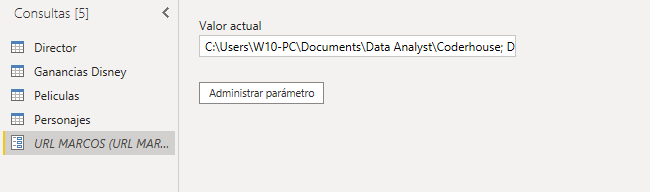 Consultas [5]
Director
Ganancias Disney
Peliculas
Personajes
URL MARCOS (URL MAR...
Valor actual
C:\Users\W10-PC\Documents\Data Analyst\Coderhouse; D
Administrar parámetro